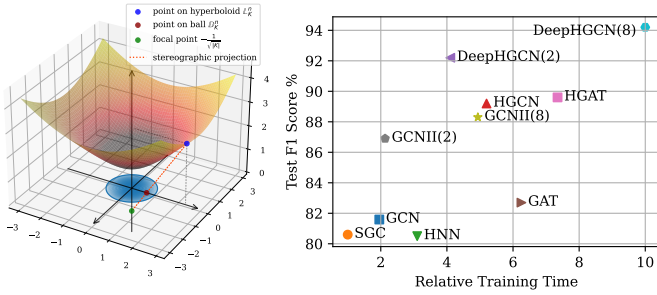 point on hyperboloid 𝕃ⁿ_K
point on ball 𝔻ⁿ_K
focal point −1/√|K|
stereographic projection
4
3
2
1
0
3
2
1
0
−1
−2
−3
−3
−2
−1
0
1
2
3
Test F1 Score %
94
92
90
88
86
84
82
80
DeepHGCN(8)
DeepHGCN(2)
HGAT
HGCN
GCNII(8)
GCNII(2)
GAT
GCN
SGC
HNN
2
4
6
8
10
Relative Training Time